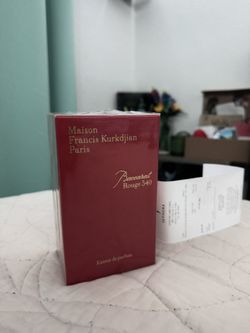 Maison
Francis Kurkdjian
Paris
Baccarat
Rouge 540
Extrait de parfum